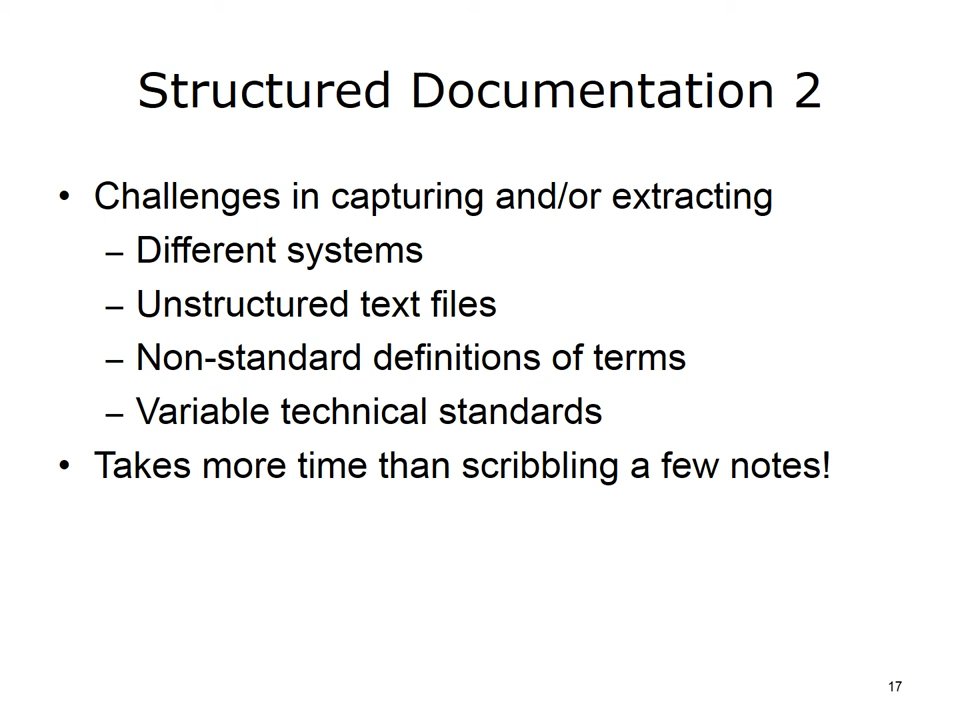 Structured Documentation 2
• Challenges in capturing and/or extracting
– Different systems
– Unstructured text files
– Non-standard definitions of terms
– Variable technical standards
• Takes more time than scribbling a few notes!
17